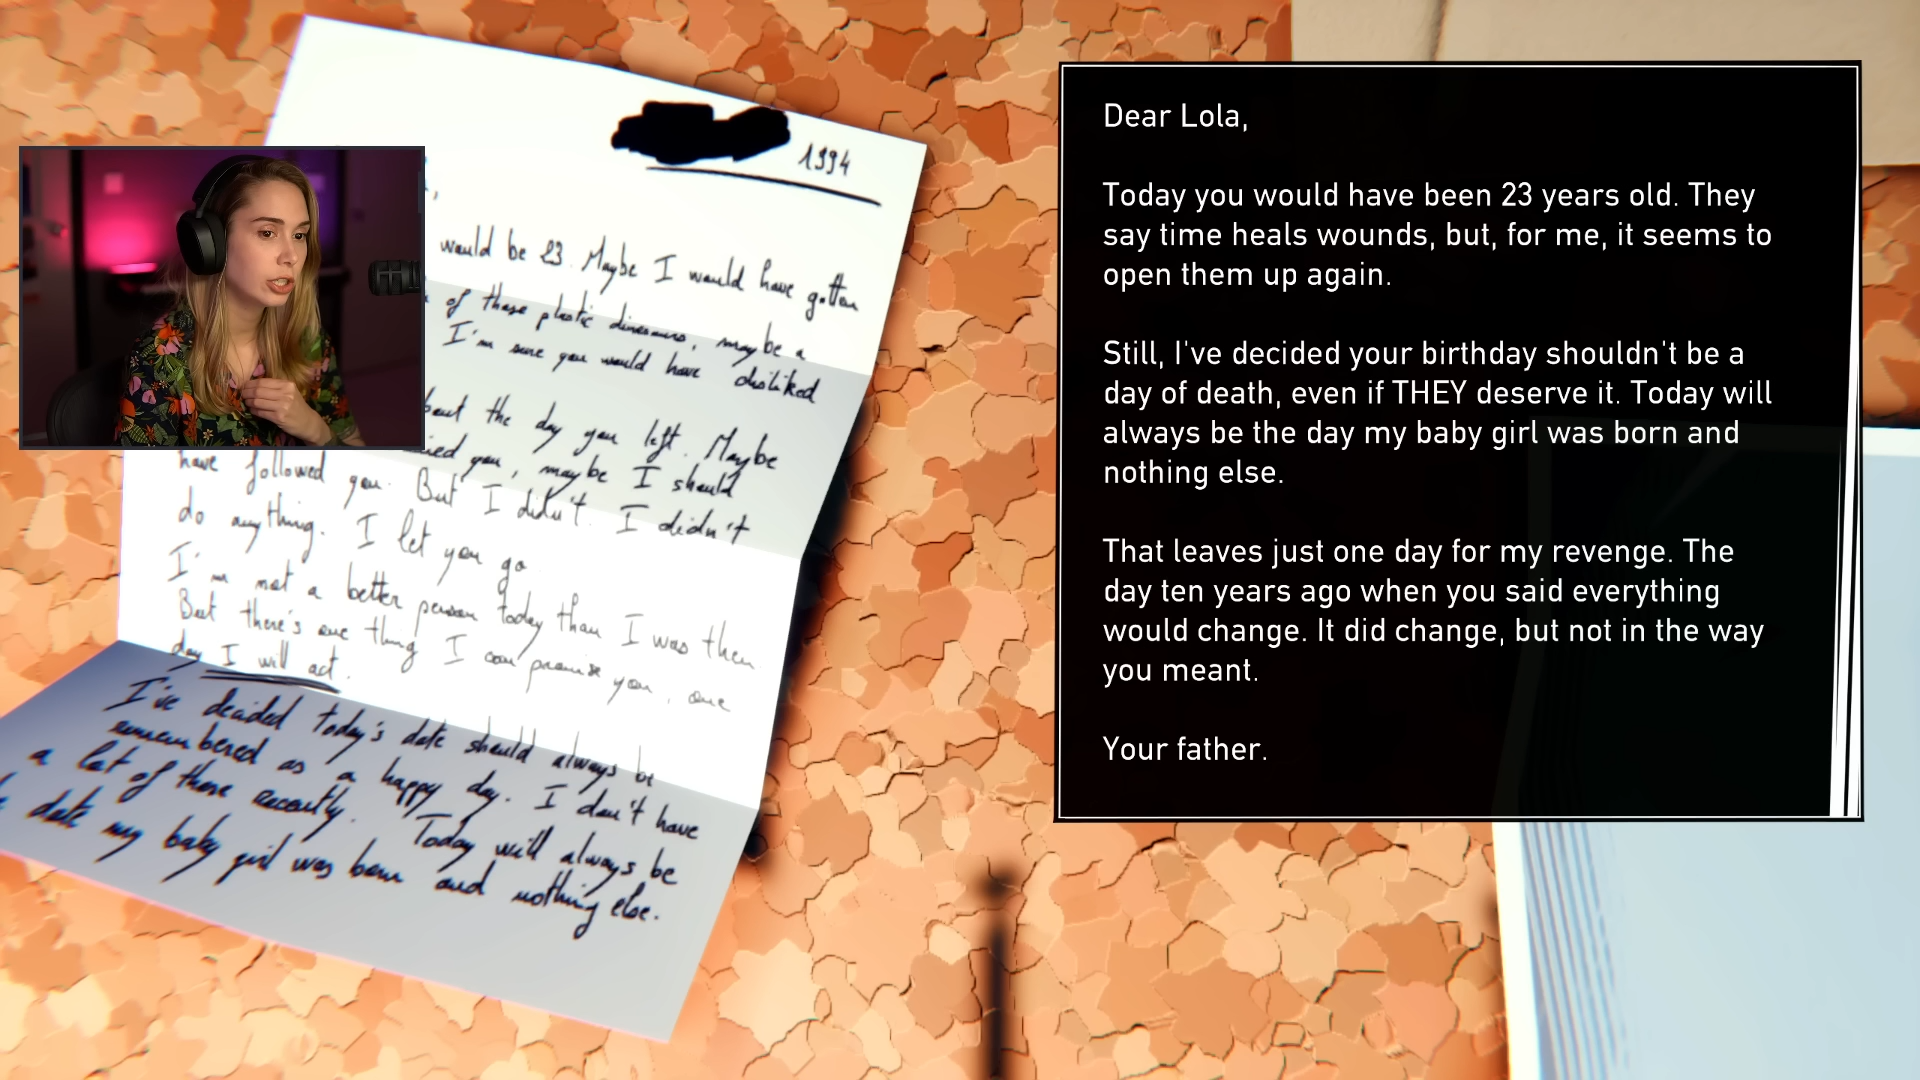 1994
would be 23. Maybe I would have gotten
of those plastic dinosaurs, maybe a
I'm sure you would have disliked
the day you left. Maybe
you, maybe I should
have followed you. But I didn't. I didn't
do anything. I let you go
I'm not a better person today than I was then.
But there's one thing I can promise you, one
day I will act.
I've decided today's date should always be
remembered as a happy day. I don't have
a lot of those recently. Today will always be
date my baby girl was born and nothing else.
Dear Lola,
Today you would have been 23 years old. They
say time heals wounds, but, for me, it seems to
open them up again.
Still, I've decided your birthday shouldn't be a
day of death, even if THEY deserve it. Today will
always be the day my baby girl was born and
nothing else.
That leaves just one day for my revenge. The
day ten years ago when you said everything
would change. It did change, but not in the way
you meant.
Your father.